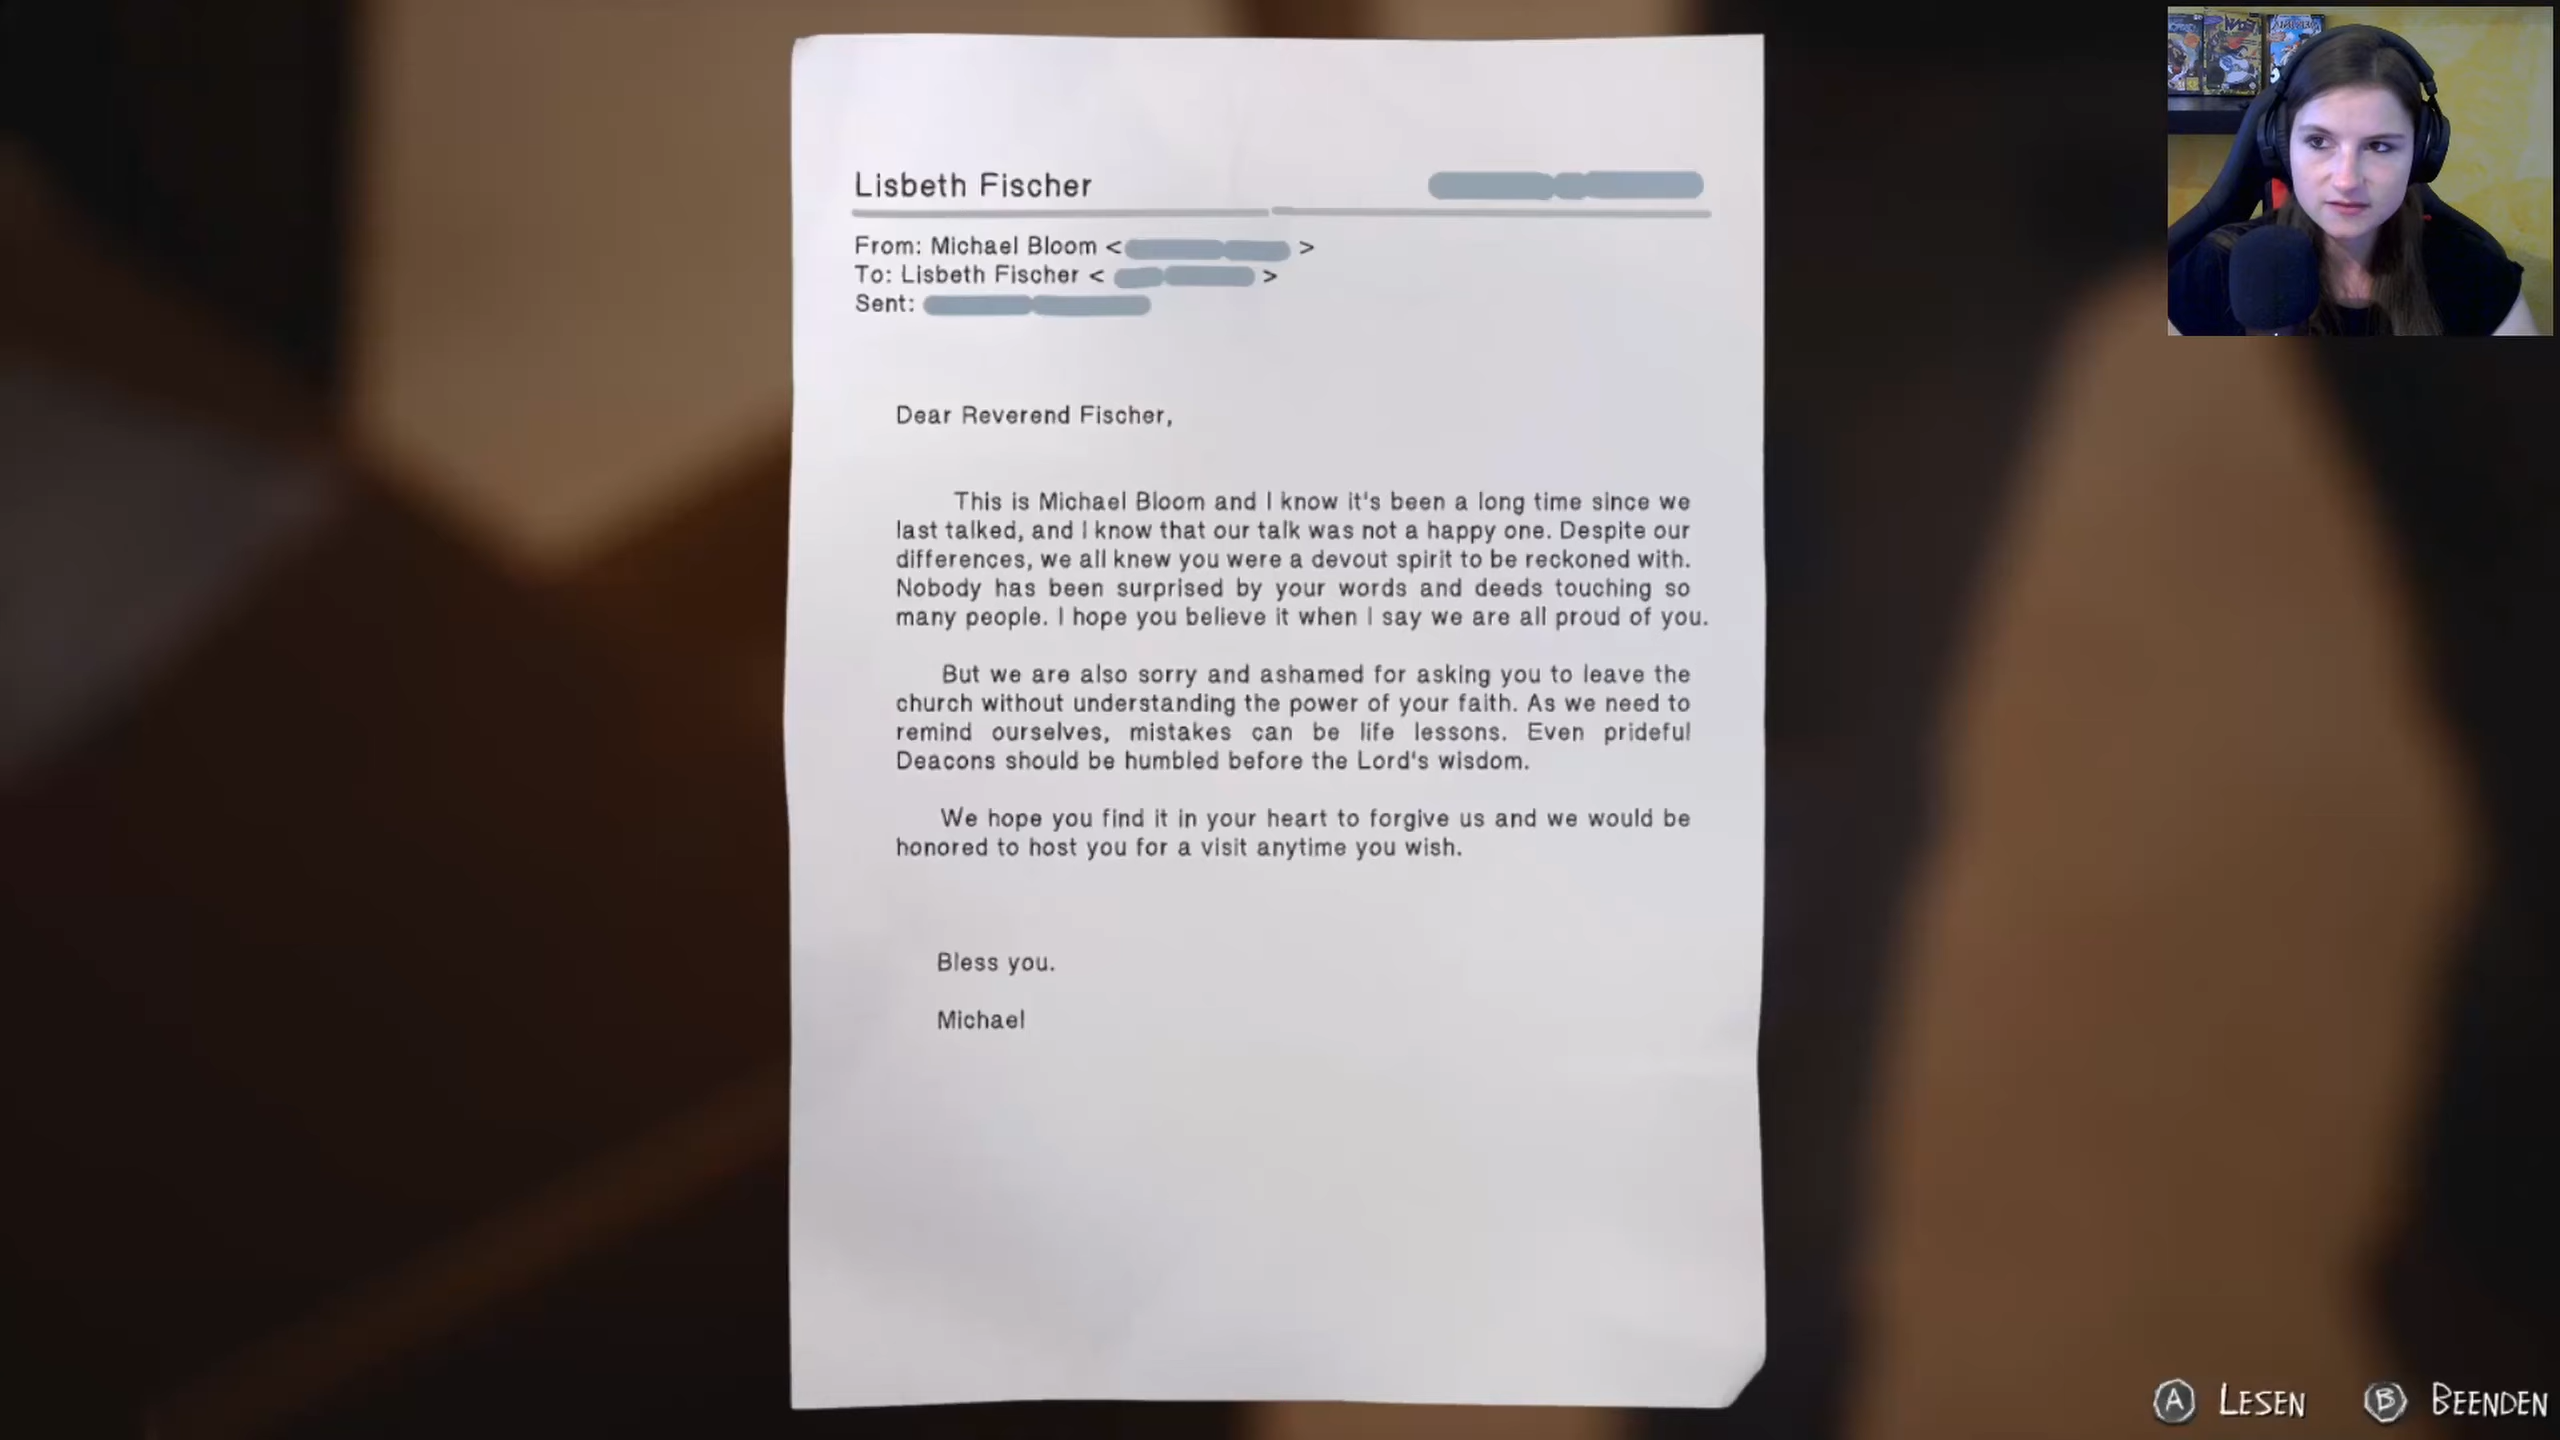 Lisbeth Fischer
From: Michael Bloom < >
To: Lisbeth Fischer < >
Sent:
Dear Reverend Fischer,
This is Michael Bloom and I know it's been a long time since we
last talked, and I know that our talk was not a happy one. Despite our
differences, we all knew you were a devout spirit to be reckoned with.
Nobody has been surprised by your words and deeds touching so
many people. I hope you believe it when I say we are all proud of you.
But we are also sorry and ashamed for asking you to leave the
church without understanding the power of your faith. As we need to
remind ourselves, mistakes can be life lessons. Even prideful
Deacons should be humbled before the Lord's wisdom.
We hope you find it in your heart to forgive us and we would be
honored to host you for a visit anytime you wish.
Bless you.
Michael
A LESEN B BEENDEN